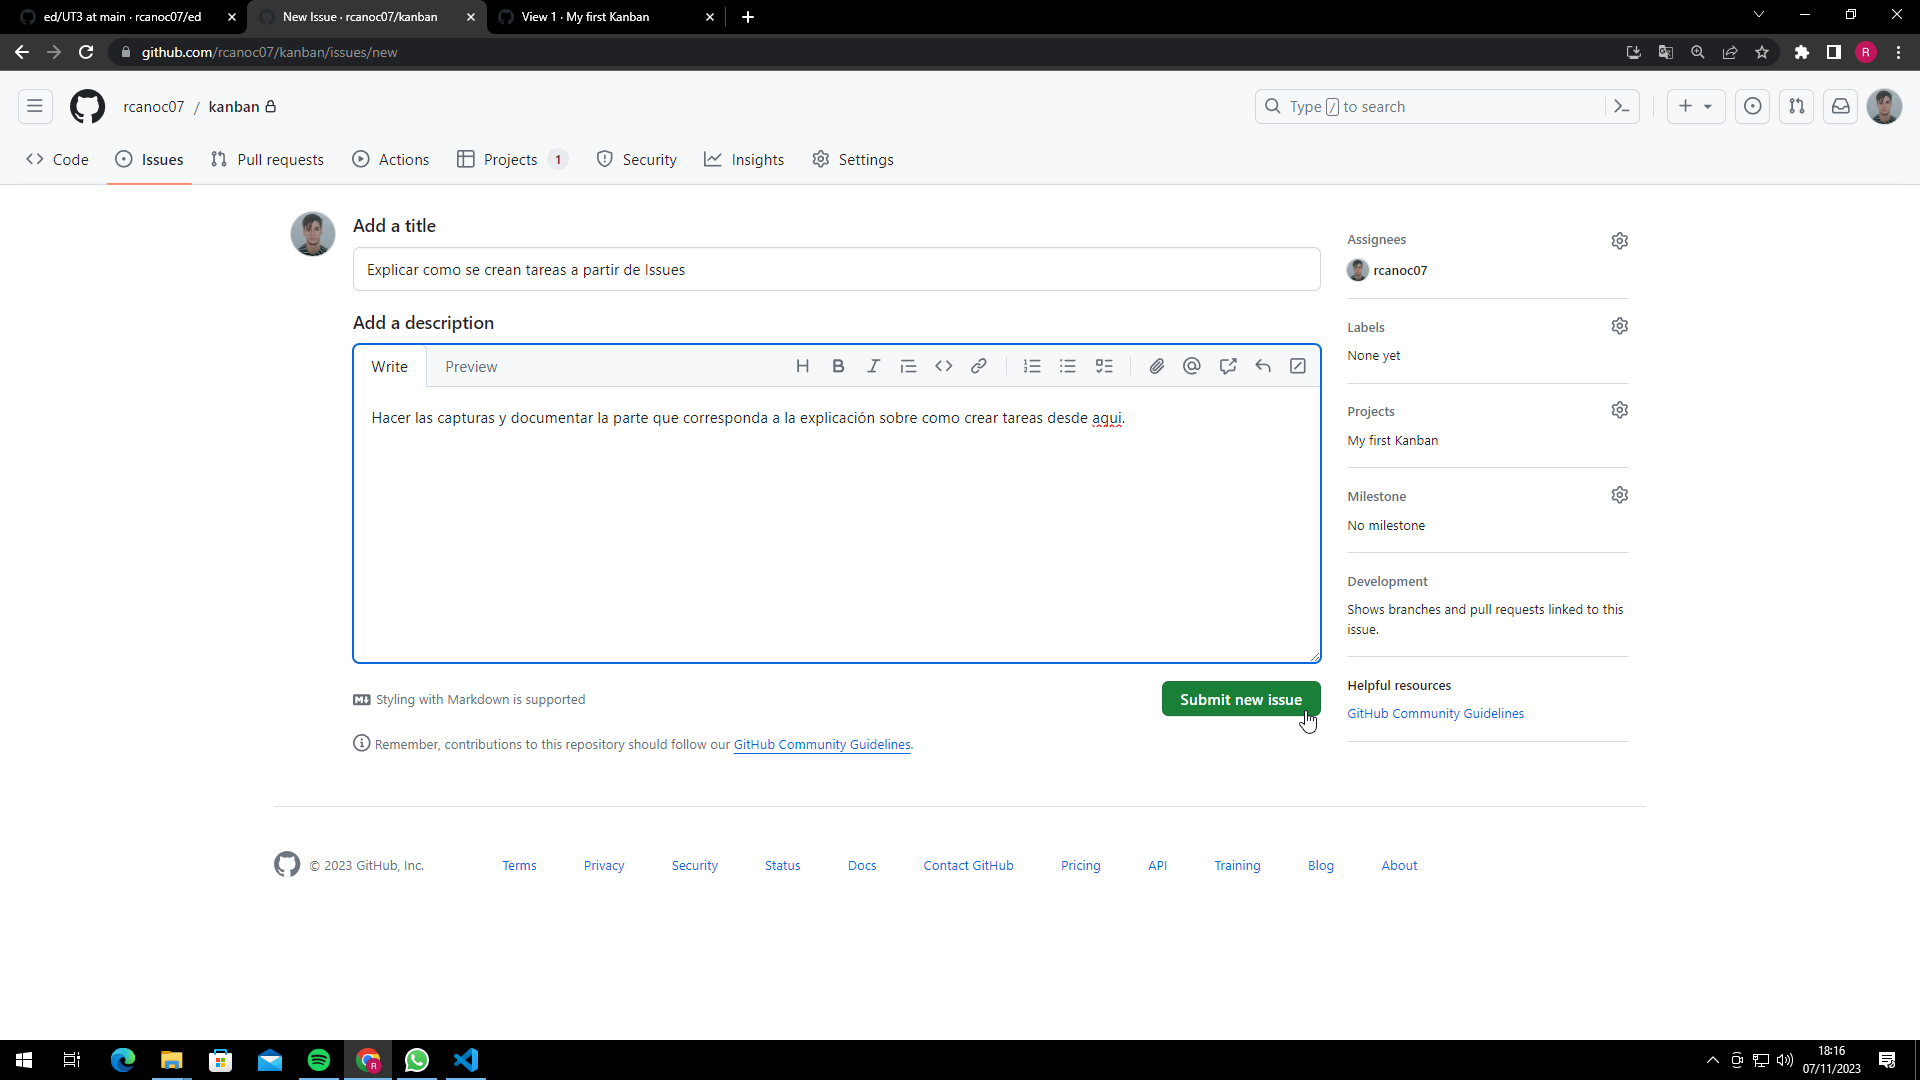 ed/UT3 at main · rcanoc07/ed
New Issue · rcanoc07/kanban
View 1 · My first Kanban
github.com/rcanoc07/kanban/issues/new
R
rcanoc07 / kanban
Type / to search
Code
Issues
Pull requests
Actions
Projects 1
Security
Insights
Settings
Add a title
Explicar como se crean tareas a partir de Issues
Add a description
Write
Preview
H B I
Hacer las capturas y documentar la parte que corresponda a la explicación sobre como crear tareas desde aqui.
Styling with Markdown is supported
Submit new issue
Remember, contributions to this repository should follow our GitHub Community Guidelines.
Assignees
rcanoc07
Labels
None yet
Projects
My first Kanban
Milestone
No milestone
Development
Shows branches and pull requests linked to this
issue.
Helpful resources
GitHub Community Guidelines
© 2023 GitHub, Inc.
Terms
Privacy
Security
Status
Docs
Contact GitHub
Pricing
API
Training
Blog
About
18:16
07/11/2023